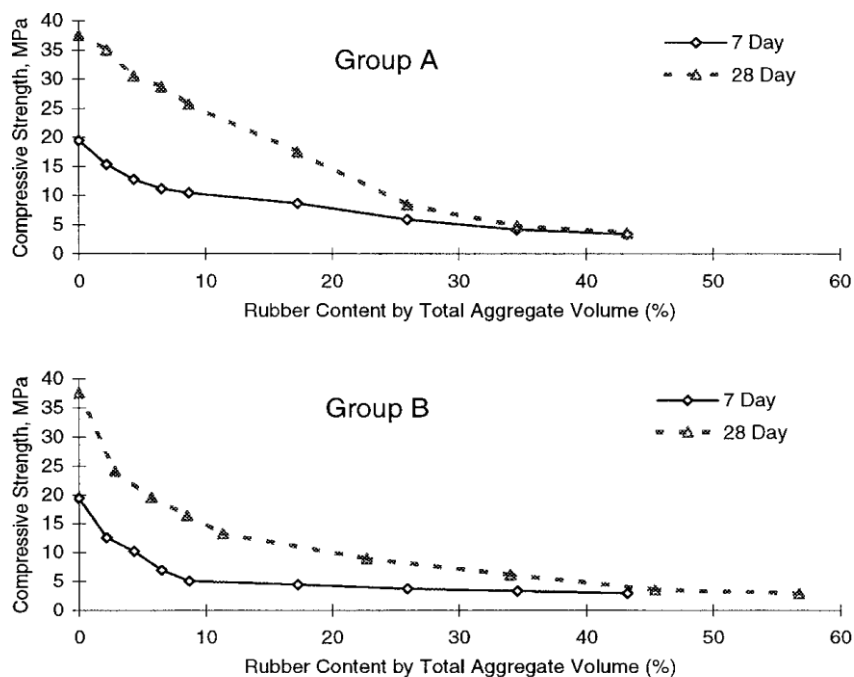 Compressive Strength, MPa
40
35
30
25
20
15
10
5
0
Group A
7 Day
28 Day
0 10 20 30 40 50 60
Rubber Content by Total Aggregate Volume (%)
Compressive Strength, MPa
40
35
30
25
20
15
10
5
0
Group B
7 Day
28 Day
0 10 20 30 40 50 60
Rubber Content by Total Aggregate Volume (%)